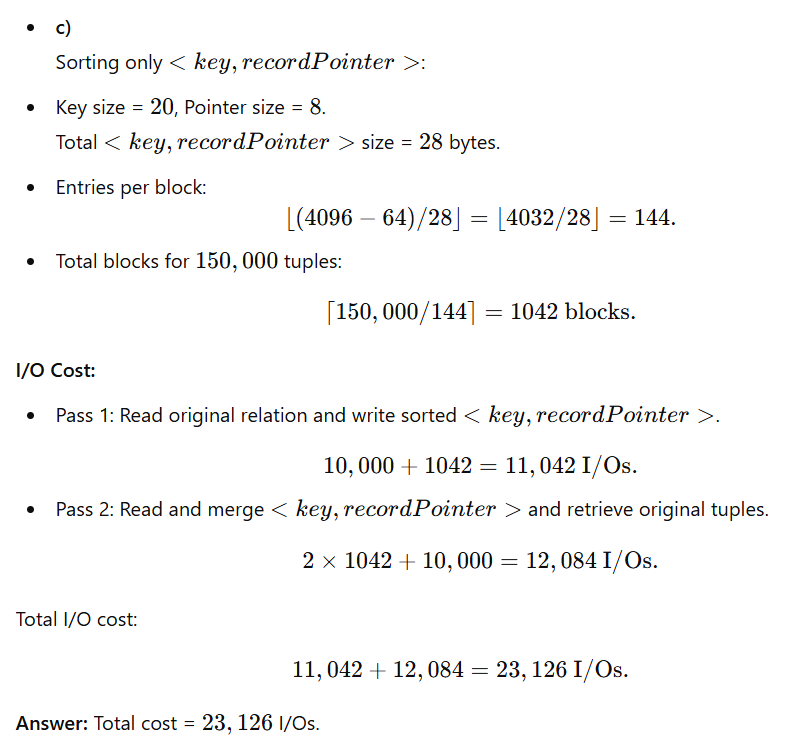 • c)
Sorting only < key, recordPointer >:
• Key size = 20, Pointer size = 8.
Total < key, recordPointer > size = 28 bytes.
• Entries per block:
⌊(4096 − 64)/28⌋ = ⌊4032/28⌋ = 144.
• Total blocks for 150,000 tuples:
⌈150,000/144⌉ = 1042 blocks.
I/O Cost:
• Pass 1: Read original relation and write sorted < key, recordPointer >.
10,000 + 1042 = 11,042 I/Os.
• Pass 2: Read and merge < key, recordPointer > and retrieve original tuples.
2 × 1042 + 10,000 = 12,084 I/Os.
Total I/O cost:
11,042 + 12,084 = 23,126 I/Os.
Answer: Total cost = 23,126 I/Os.